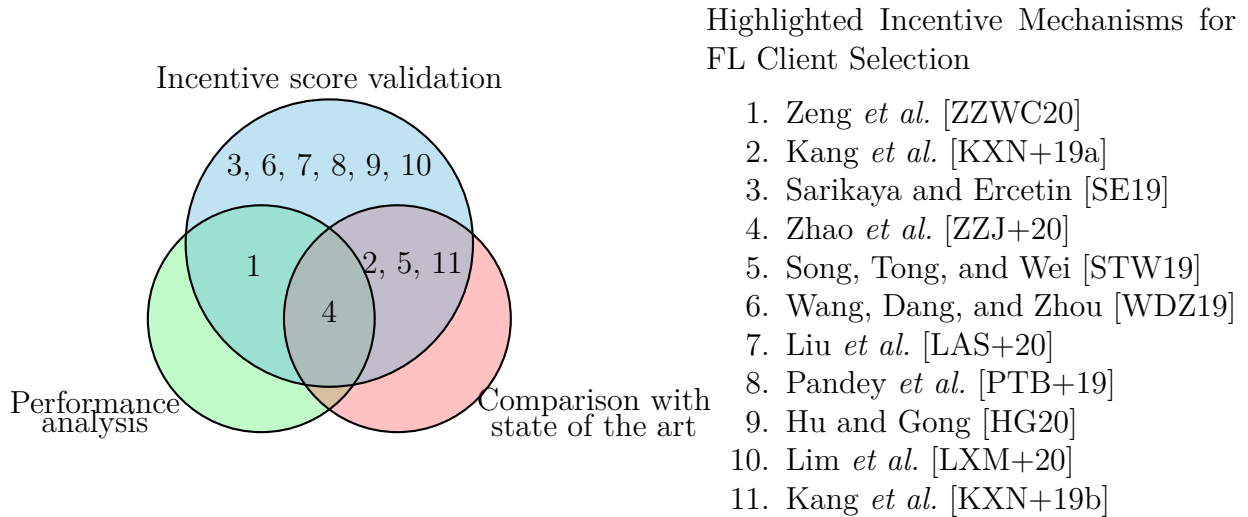 Incentive score validation
3, 6, 7, 8, 9, 10
1
2, 5, 11
4
Performance
analysis
Comparison with
state of the art
Highlighted Incentive Mechanisms for
FL Client Selection
1. Zeng et al. [ZZWC20]
2. Kang et al. [KXN+19a]
3. Sarikaya and Ercetin [SE19]
4. Zhao et al. [ZZJ+20]
5. Song, Tong, and Wei [STW19]
6. Wang, Dang, and Zhou [WDZ19]
7. Liu et al. [LAS+20]
8. Pandey et al. [PTB+19]
9. Hu and Gong [HG20]
10. Lim et al. [LXM+20]
11. Kang et al. [KXN+19b]